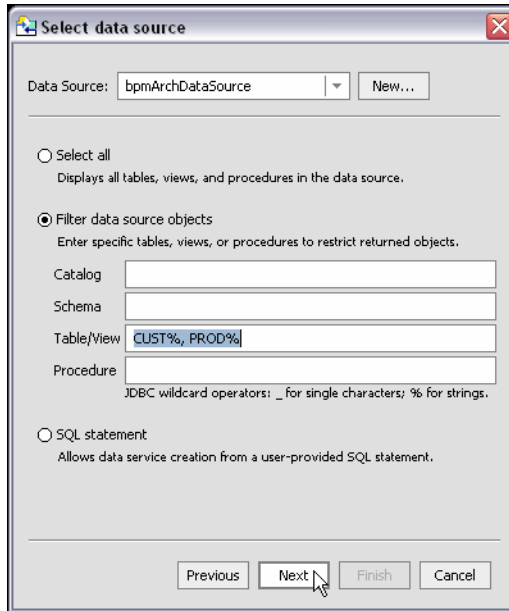 Select data source
Data Source: bpmArchDataSource New...
Select all
Displays all tables, views, and procedures in the data source.
Filter data source objects
Enter specific tables, views, or procedures to restrict returned objects.
Catalog
Schema
Table/View CUST%, PROD%
Procedure
JDBC wildcard operators: _ for single characters; % for strings.
SQL statement
Allows data service creation from a user-provided SQL statement.
Previous Next Finish Cancel